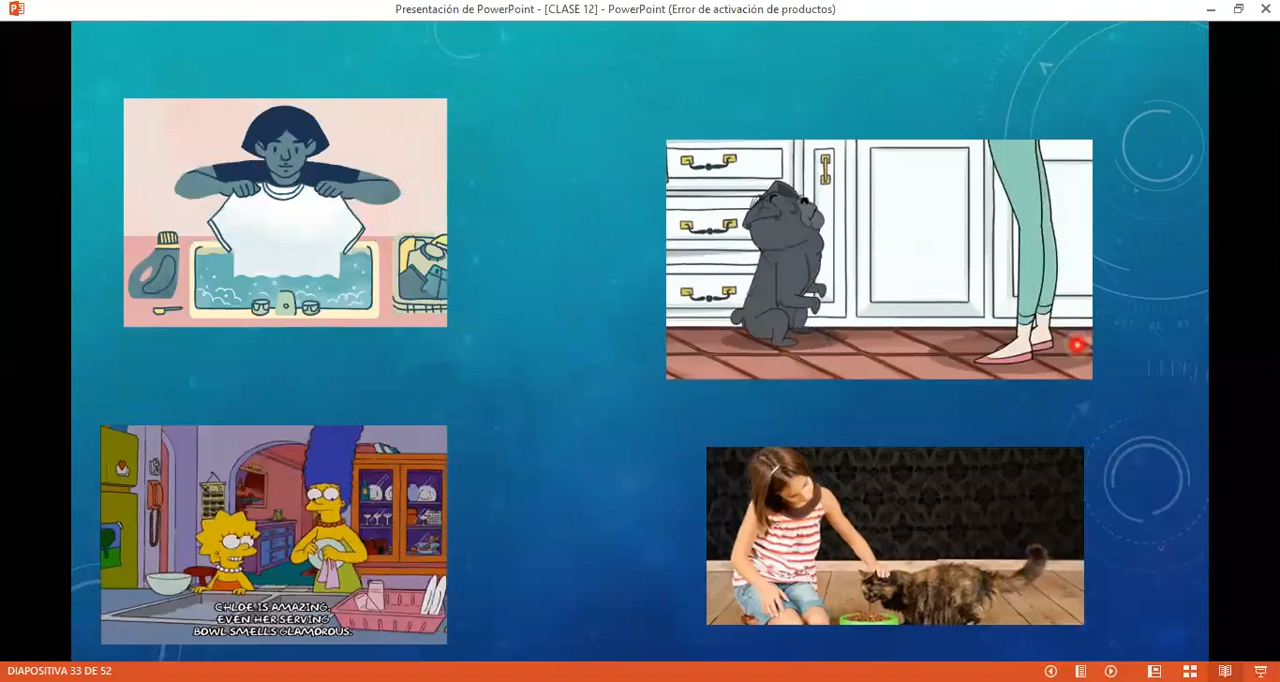 Presentación de PowerPoint - [CLASE 12] - PowerPoint (Error de activación de productos)
CHLOE IS AMAZING.
EVEN HER SERVING
BOWL SMELLS GLAMOROUS.
DIAPOSITIVA 33 DE 52